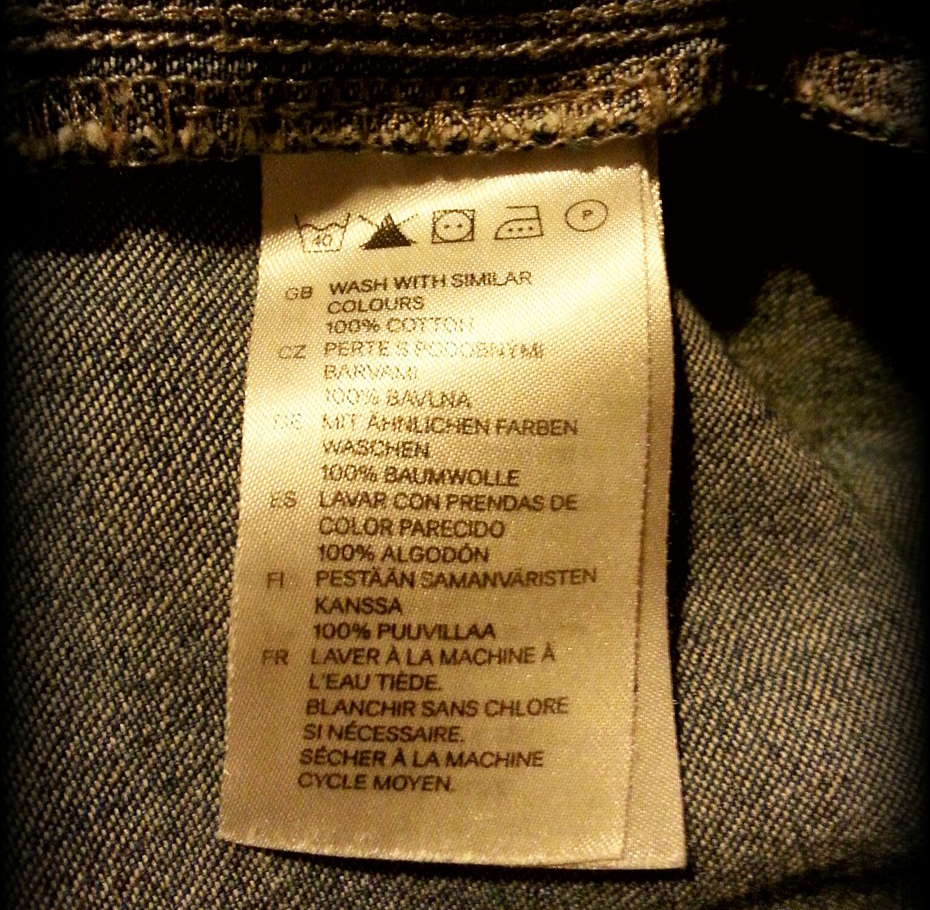 40 P
GB WASH WITH SIMILAR
COLOURS
100% COTTON
CZ PERTE S PODOBNÝMI
BARVAMI
100% BAVLNA
DE MIT ÄHNLICHEN FARBEN
WASCHEN
100% BAUMWOLLE
ES LAVAR CON PRENDAS DE
COLOR PARECIDO
100% ALGODÓN
FI PESTÄÄN SAMANVÄRISTEN
KANSSA
100% PUUVILLAA
FR LAVER À LA MACHINE À
L'EAU TIÈDE.
BLANCHIR SANS CHLORE
SI NÉCESSAIRE.
SÉCHER À LA MACHINE
CYCLE MOYEN.